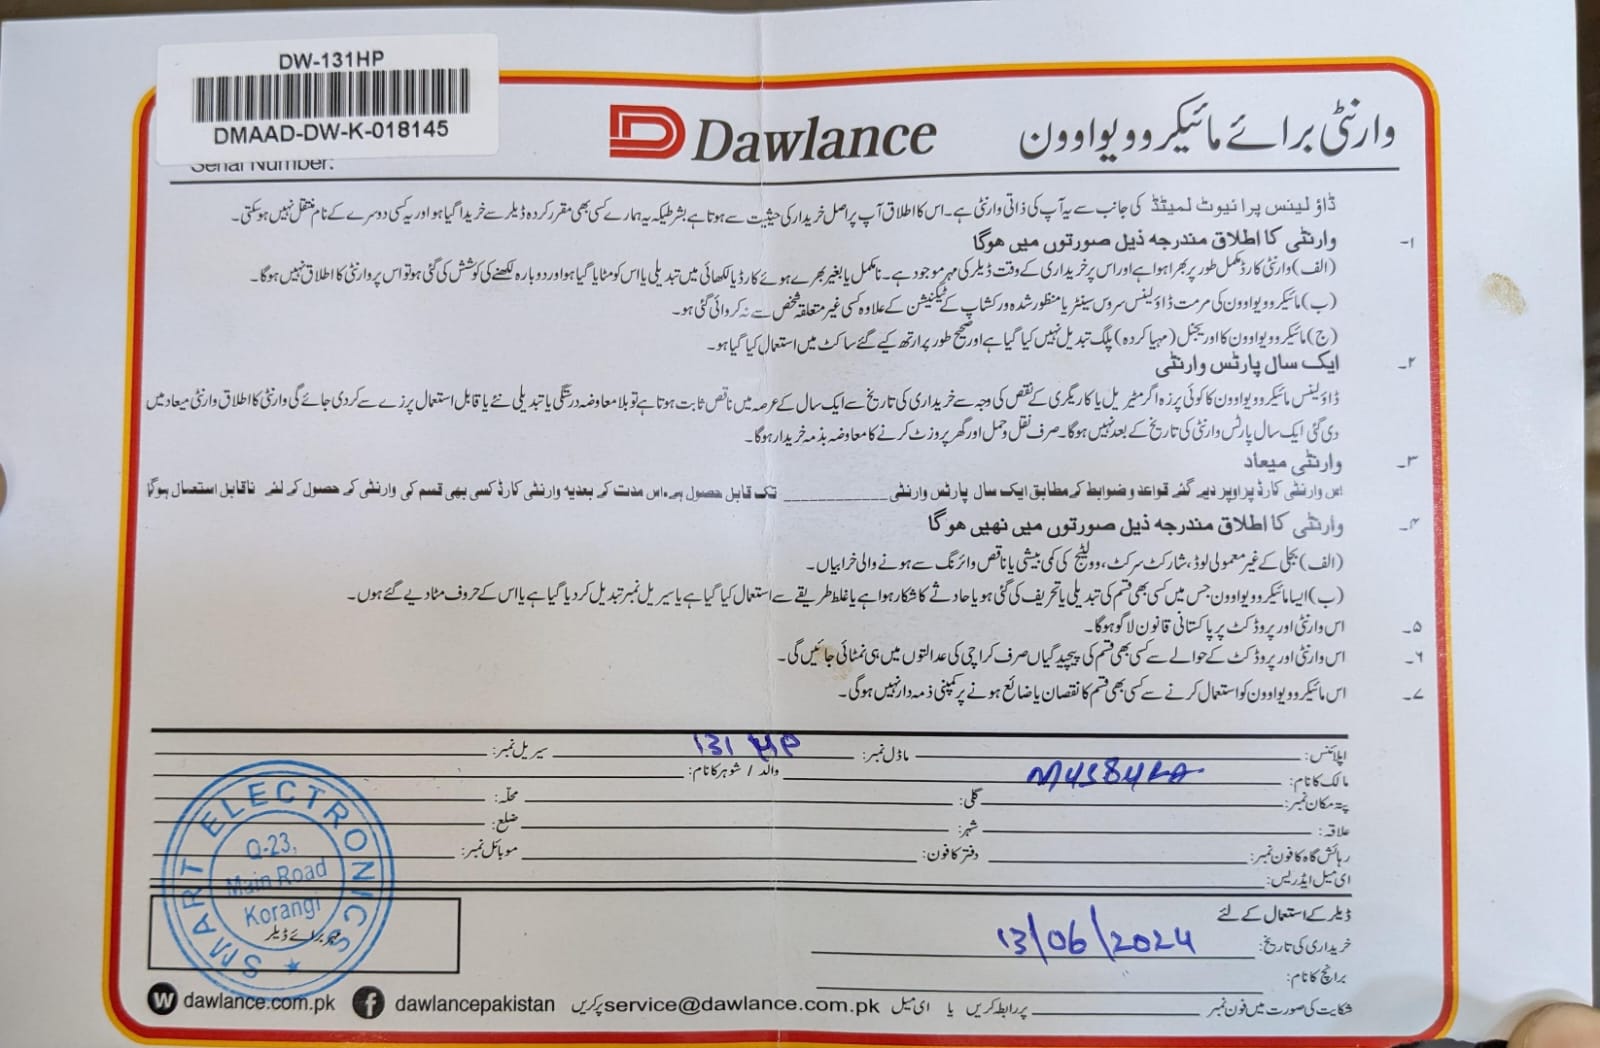 DW-131HP
DMAAD-DW-K-018145
Serial Number:
Dawlance
وارنٹی برائے مائیکروویو اوون
ڈاؤلینس پرائیوٹ لمیٹڈ کی جانب سے یہ آپ کی ذاتی وارنٹی ہے۔ اس کا اطلاق آپ پر اصل خریدار کی حیثیت سے ہوتا ہے بشرطیکہ یہ ہمارے کسی بھی مقرر کردہ ڈیلر سے خریدا گیا ہو اور یہ کسی دوسرے کے نام منتقل نہیں ہوسکتی۔
۱۔ وارنٹی کا اطلاق مندرجہ ذیل صورتوں میں ہوگا
(الف) وارنٹی کارڈ مکمل طور پر بھرا ہوا ہے اور اس پر خریداری کے وقت ڈیلر کی مہر موجود ہے۔ نامکمل یا بغیر بھرے ہوئے کارڈ یا لکھائی میں تبدیلی یا اس کو مٹایا گیا ہو اور دوبارہ لکھنے کی کوشش کی گئی ہو تو اس پر وارنٹی کا اطلاق نہیں ہوگا۔
(ب) مائیکروویو اوون کی مرمت ڈاؤلینس سروس سینٹر یا منظور شدہ ورکشاپ کے ٹیکنیشن کے علاوہ کسی غیر متعلقہ شخص سے نہ کروائی گئی ہو۔
(ج) مائیکروویو اوون کا اوریجنل (مہیا کردہ) پلگ تبدیل نہیں کیا گیا ہے اور صحیح طور پر ارتھ کیے گئے ساکٹ میں استعمال کیا گیا ہو۔
۲۔ ایک سال پارٹس وارنٹی
ڈاؤلینس مائیکروویو اوون کا کوئی پرزہ اگر مٹیریل یا کاریگری کے نقص کی وجہ سے خریداری کی تاریخ سے ایک سال کے عرصہ میں ناقص ثابت ہوتا ہے تو بلا معاوضہ درستگی یا تبدیلی نئے یا قابل استعمال پرزے سے کردی جائے گی وارنٹی کا اطلاق وارنٹی میعاد میں
دی گئی ایک سال پارٹس وارنٹی کی تاریخ کے بعد نہیں ہوگا۔ صرف نقل و حمل اور گھر پر وزٹ کرنے کا معاوضہ بذمہ خریدار ہوگا۔
۳۔ وارنٹی میعاد
اس وارنٹی کارڈ پر اوپر دیے گئے قواعد و ضوابط کے مطابق ایک سال پارٹس وارنٹی ____________ تک قابل حصول ہے۔ اس مدت کے بعد یہ وارنٹی کارڈ کسی بھی قسم کی وارنٹی کے حصول کے لئے ناقابل استعمال ہوگا
۴۔ وارنٹی کا اطلاق مندرجہ ذیل صورتوں میں نہیں ہوگا
(الف) بجلی کے غیر معمولی لوڈ، شارٹ سرکٹ، وولٹیج کی کمی بیشی یا ناقص وائرنگ سے ہونے والی خرابیاں۔
(ب) ایسا مائیکروویو اوون جس میں کسی بھی قسم کی تبدیلی یا تحریف کی گئی ہو یا حادثے کا شکار ہوا ہے یا غلط طریقے سے استعمال کیا گیا ہے یا سیریل نمبر تبدیل کردیا گیا ہے یا اس کے حروف مٹا دیے گئے ہوں۔
۵۔ اس وارنٹی اور پروڈکٹ پر پاکستانی قانون لاگو ہوگا۔
۶۔ اس وارنٹی اور پروڈکٹ کے حوالے سے کسی بھی قسم کی پیچیدگیاں صرف کراچی کی عدالتوں میں ہی نمٹائی جائیں گی۔
۷۔ اس مائیکروویو اوون کو استعمال کرنے سے کسی بھی قسم کا نقصان یا ضائع ہونے پر کمپنی ذمہ دار نہیں ہوگی۔
اپلائنس: ماڈل نمبر: 131 HP سیریل نمبر:
مالک کا نام: والد / شوہر کا نام:
پتہ مکان نمبر: گلی: محلّہ:
علاقہ: شہر: ضلع:
رہائش گاہ کا فون نمبر: دفتر کا فون: موبائل نمبر:
ای میل ایڈریس:
ڈیلر کے استعمال کے لئے
خریداری کی تاریخ: 13/06/2024
برانچ کا نام:
مہر برائے ڈیلر
SMART ELECTRONICS
Q-23,
Main Road
Korangi
شکایت کی صورت میں فون نمبر ____________ پر رابطہ کریں یا ای میل service@dawlance.com.pk پر کریں
dawlancepakistan
dawlance.com.pk